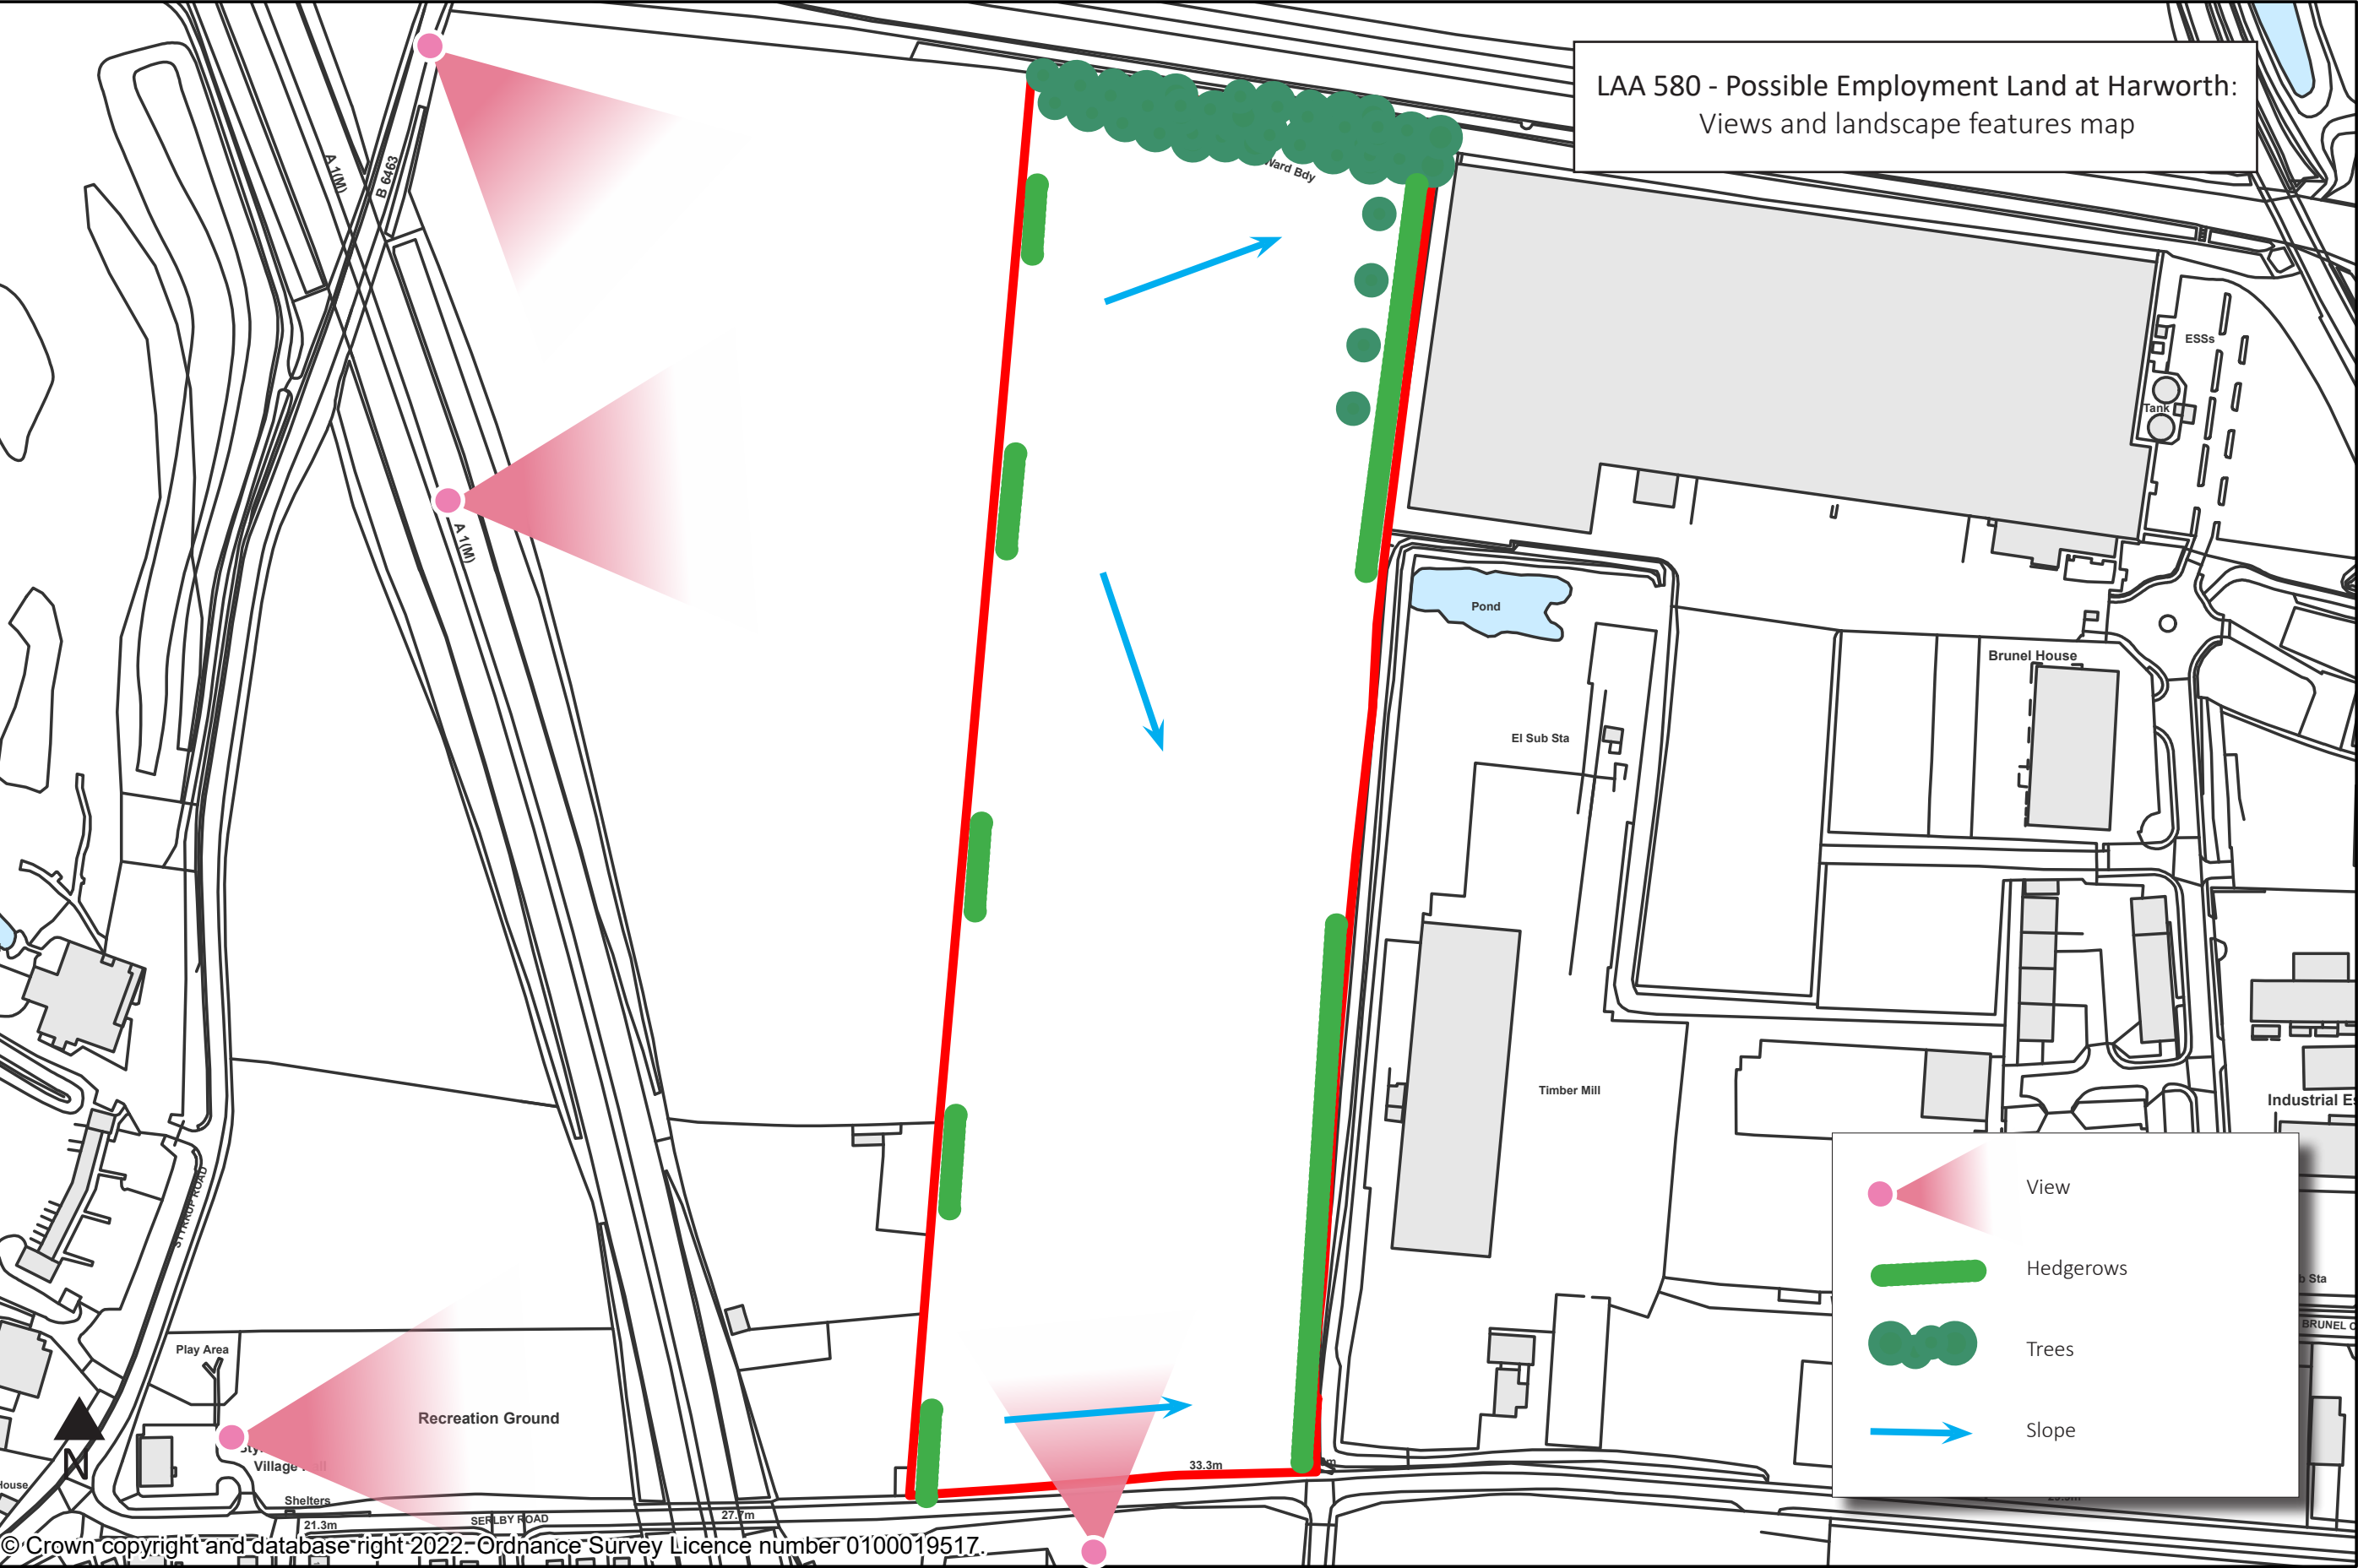 LAA 580 - Possible Employment Land at Harworth:
Views and landscape features map
A 1(M)
B 6463
Ward Bdy
ESSs
Tank
A 1(M)
Pond
Brunel House
El Sub Sta
Timber Mill
Industrial
View
Hedgerows
Trees
Slope
Sta
BRUNEL
STYRRUP ROAD
Play Area
Recreation Ground
Village
Shelters
House
N
21.3m
SERLBY ROAD
27.7m
33.3m
© Crown copyright and database right 2022. Ordnance Survey Licence number 0100019517.